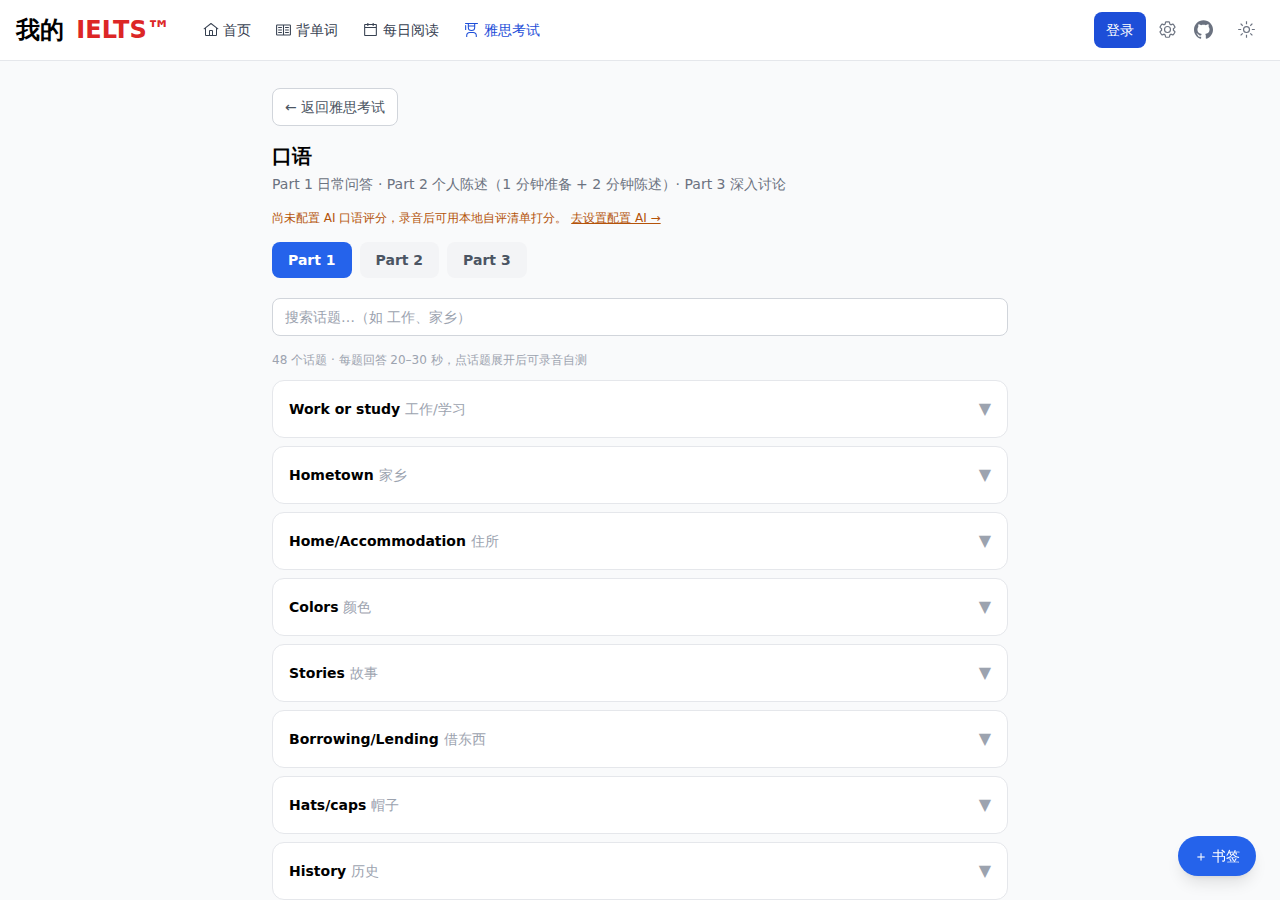 我的 IELTS™ 首页 背单词 每日阅读 雅思考试 登录
← 返回雅思考试
口语
Part 1 日常问答 · Part 2 个人陈述（1 分钟准备 + 2 分钟陈述）· Part 3 深入讨论
尚未配置 AI 口语评分，录音后可用本地自评清单打分。 去设置配置 AI →
Part 1 Part 2 Part 3
搜索话题…（如 工作、家乡）
48 个话题 · 每题回答 20–30 秒，点话题展开后可录音自测
Work or study 工作/学习 ▼
Hometown 家乡 ▼
Home/Accommodation 住所 ▼
Colors 颜色 ▼
Stories 故事 ▼
Borrowing/Lending 借东西 ▼
Hats/caps 帽子 ▼
History 历史 ▼
＋ 书签